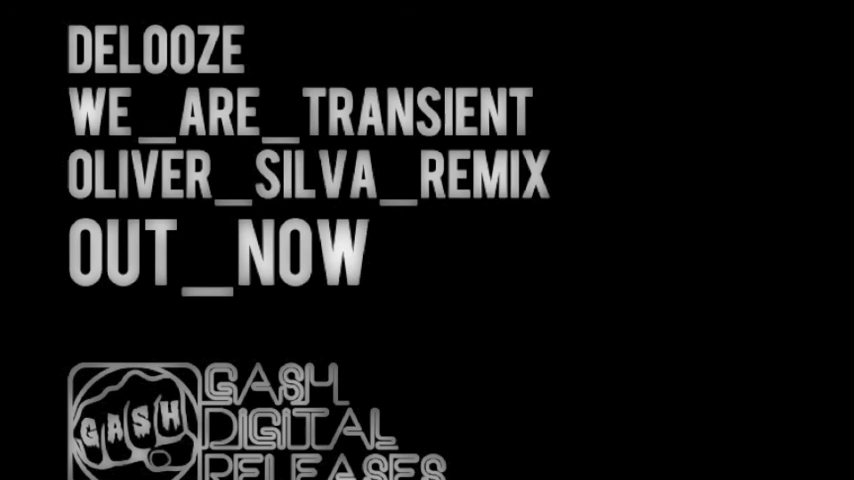 DELOOZE
WE_ARE_TRANSIENT
OLIVER_SILVA_REMIX
OUT_NOW
GASH
GASH
DIGITAL
RELEASES